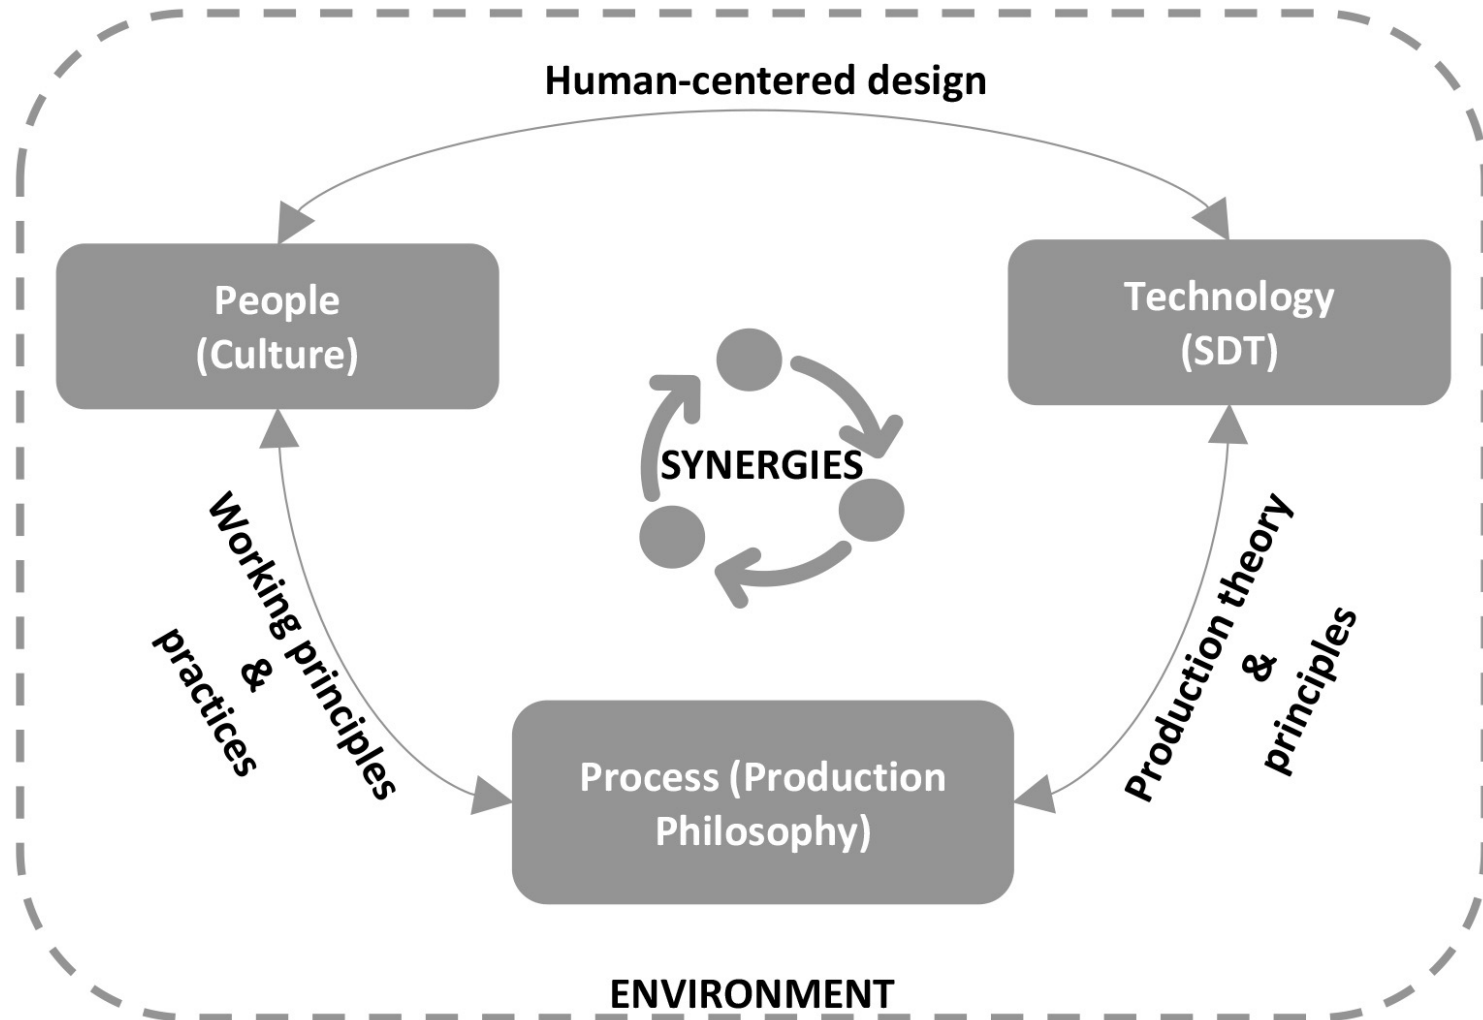 Human-centered design
People
(Culture)
Technology
(SDT)
SYNERGIES
Working principles
&
practices
Production theory
&
principles
Process (Production
Philosophy)
ENVIRONMENT